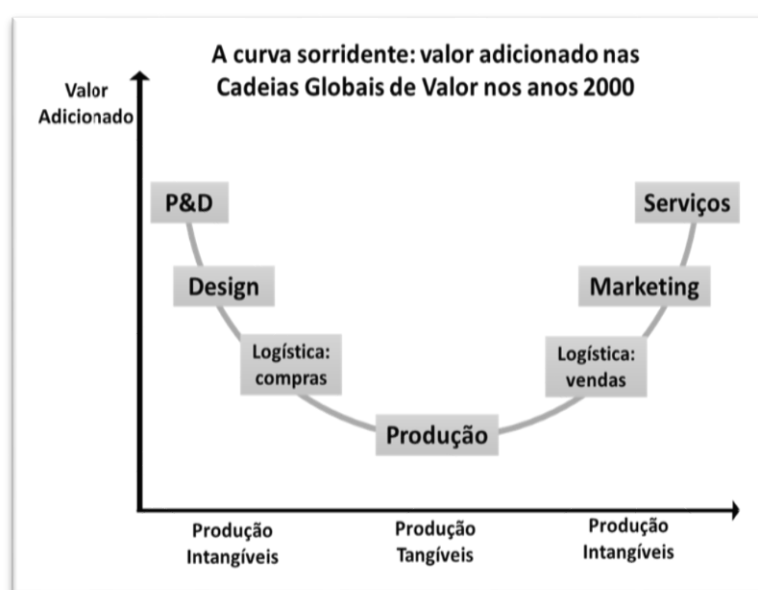 A curva sorridente: valor adicionado nas
Cadeias Globais de Valor nos anos 2000
Valor
Adicionado
P&D
Serviços
Design
Marketing
Logística:
compras
Logística:
vendas
Produção
Produção
Intangíveis
Produção
Tangíveis
Produção
Intangíveis